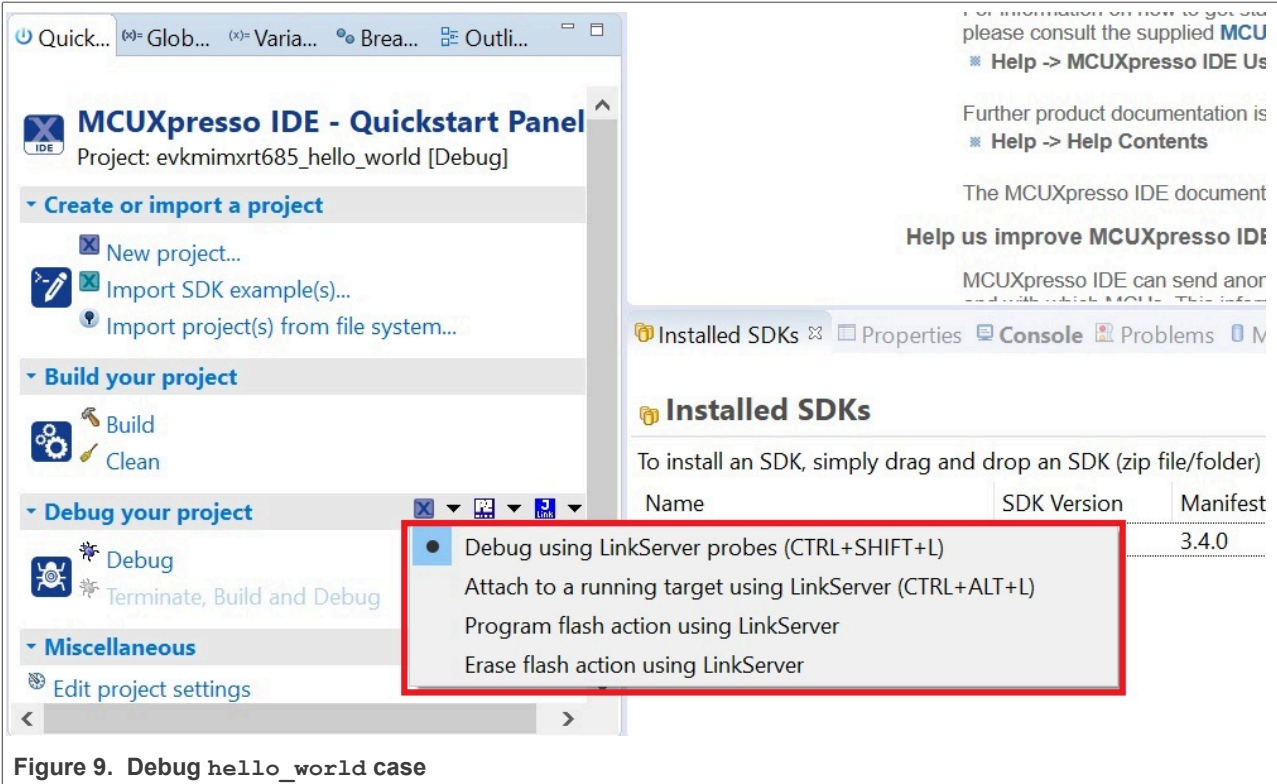 Quick... (x)= Glob... (x)= Varia... Brea... Outli...
MCUXpresso IDE - Quickstart Panel
IDE
Project: evkmimxrt685_hello_world [Debug]
Create or import a project
New project...
Import SDK example(s)...
Import project(s) from file system...
Build your project
Build
Clean
Debug your project
Debug
Terminate, Build and Debug
Debug using LinkServer probes (CTRL+SHIFT+L)
Attach to a running target using LinkServer (CTRL+ALT+L)
Program flash action using LinkServer
Erase flash action using LinkServer
Miscellaneous
Edit project settings
please consult the supplied MCU
Help -> MCUXpresso IDE Us
Further product documentation is
Help -> Help Contents
The MCUXpresso IDE document
Help us improve MCUXpresso IDE
MCUXpresso IDE can send anon
Installed SDKs Properties Console Problems M
Installed SDKs
To install an SDK, simply drag and drop an SDK (zip file/folder)
Name SDK Version Manifest
3.4.0
Figure 9. Debug hello_world case